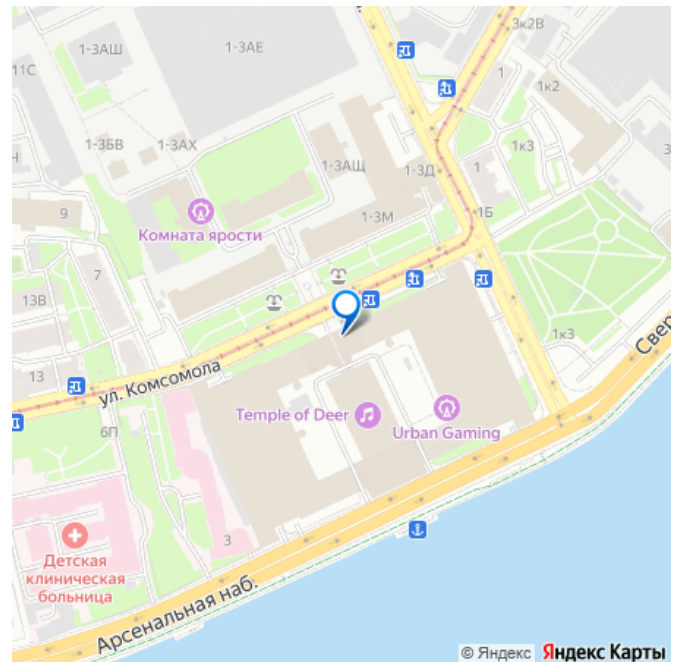 3к2В
1-3АШ
1-3АЕ
11С
1
1к2
1-3БВ
1-3АХ
1к3
3
1-3АЩ
1-3Д
1
9
Комната ярости
1-3М
1Б
7
13В
1к3
Свер
13
ул. Комсомола
Temple of Deer
Urban Gaming
6П
3
Детская
клиническая
больница
Арсенальная наб.
© Яндекс Яндекс Карты